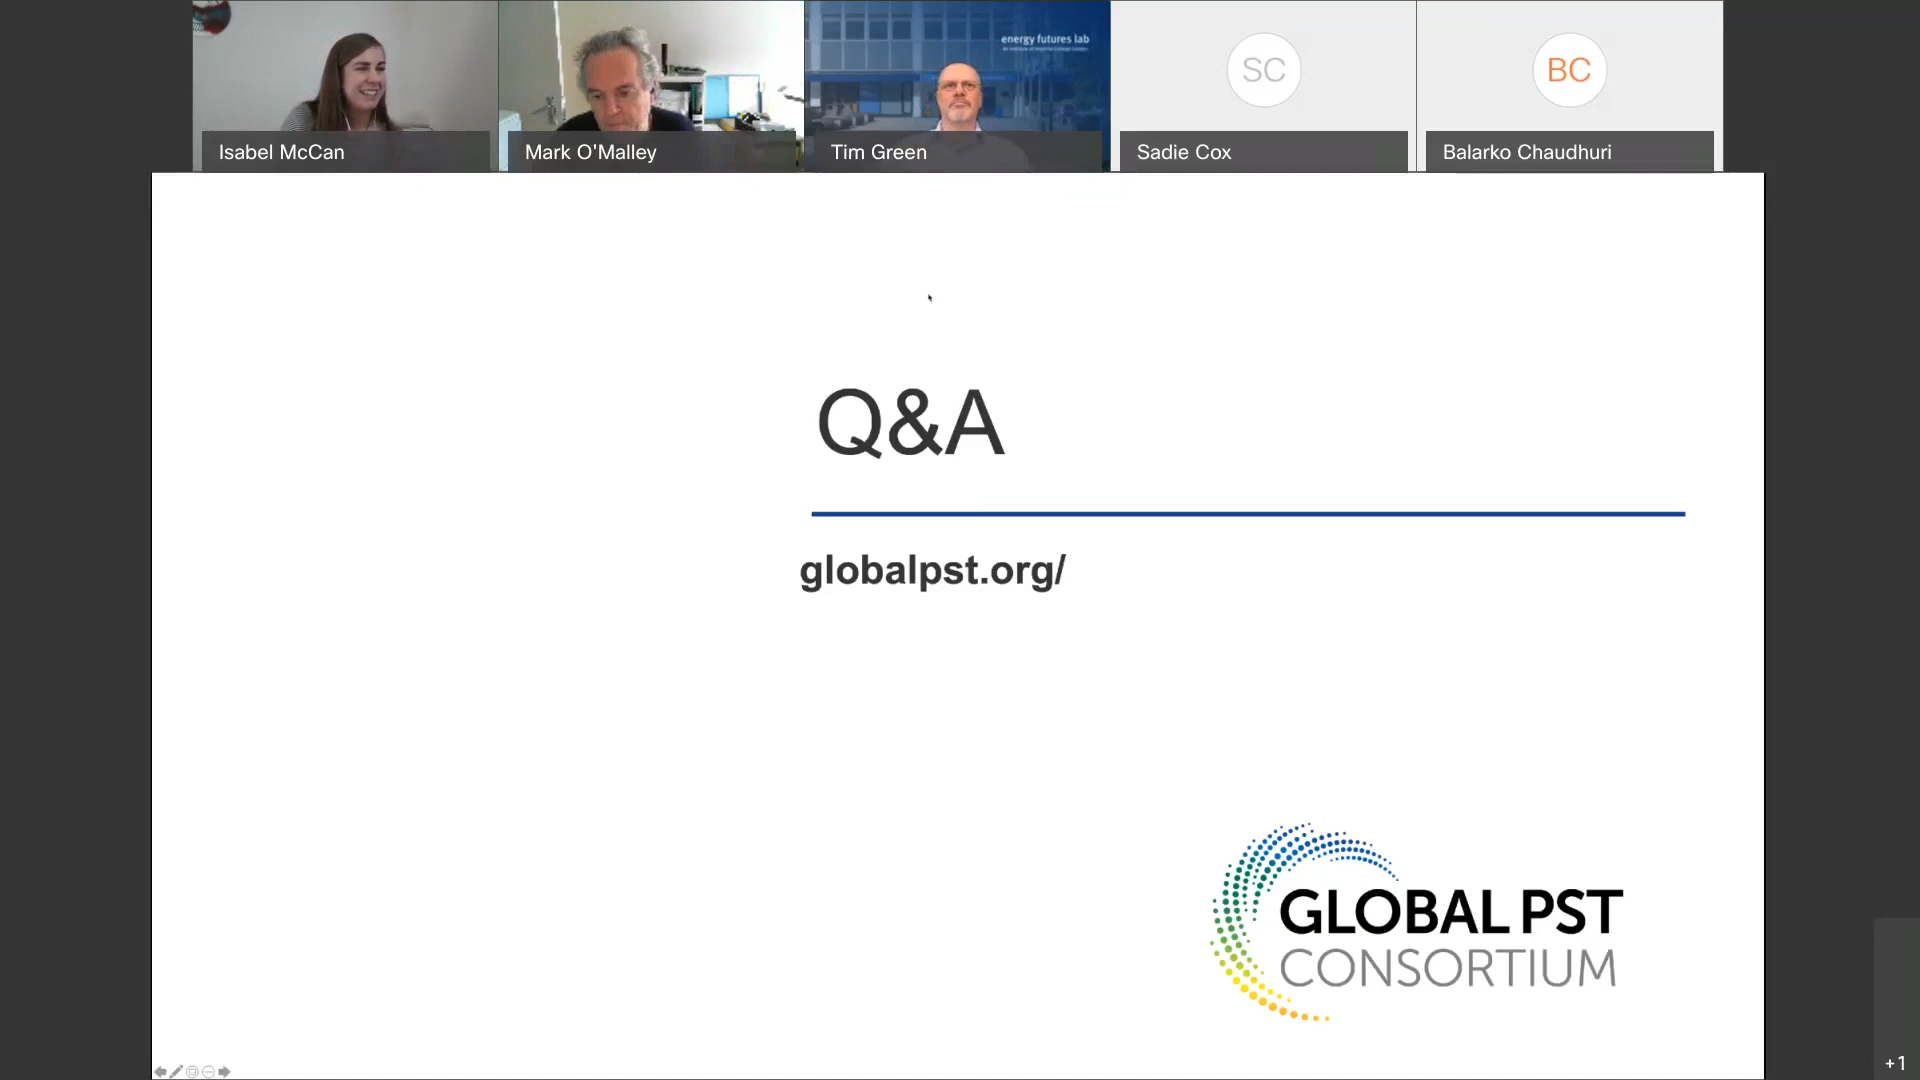 energy futures lab
SC
BC
Isabel McCan
Mark O'Malley
Tim Green
Sadie Cox
Balarko Chaudhuri
Q&A
globalpst.org/
GLOBAL PST
CONSORTIUM
+1